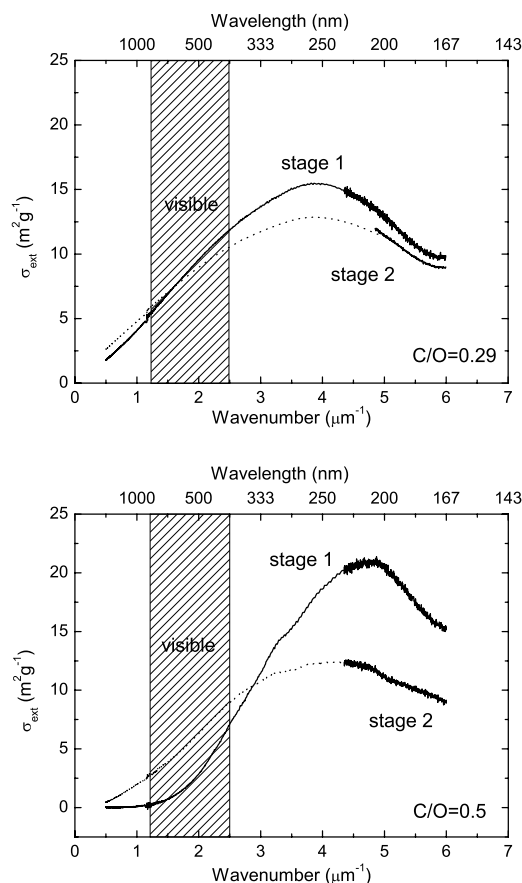 Wavelength (nm)
1000 500 333 250 200 167 143
25
20
15
10
5
0
σext (m²g⁻¹)
stage 1
visible
stage 2
C/O=0.29
0 1 2 3 4 5 6 7
Wavenumber (μm⁻¹)
Wavelength (nm)
1000 500 333 250 200 167 143
25
20
15
10
5
0
σext (m²g⁻¹)
stage 1
visible
stage 2
C/O=0.5
0 1 2 3 4 5 6 7
Wavenumber (μm⁻¹)